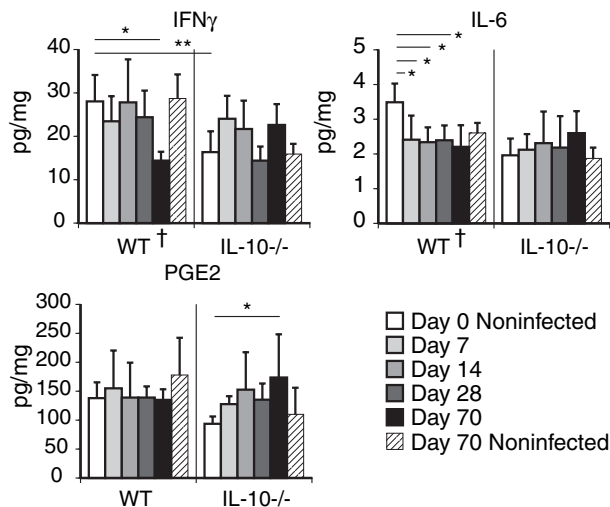 IFNγ
*
**
40
30
20
10
0
pg/mg
WT † IL-10-/-
IL-6
*
*
*
*
6
5
4
3
2
1
0
pg/mg
WT † IL-10-/-
PGE2
*
300
250
200
150
100
50
0
pg/mg
WT IL-10-/-
Day 0 Noninfected
Day 7
Day 14
Day 28
Day 70
Day 70 Noninfected